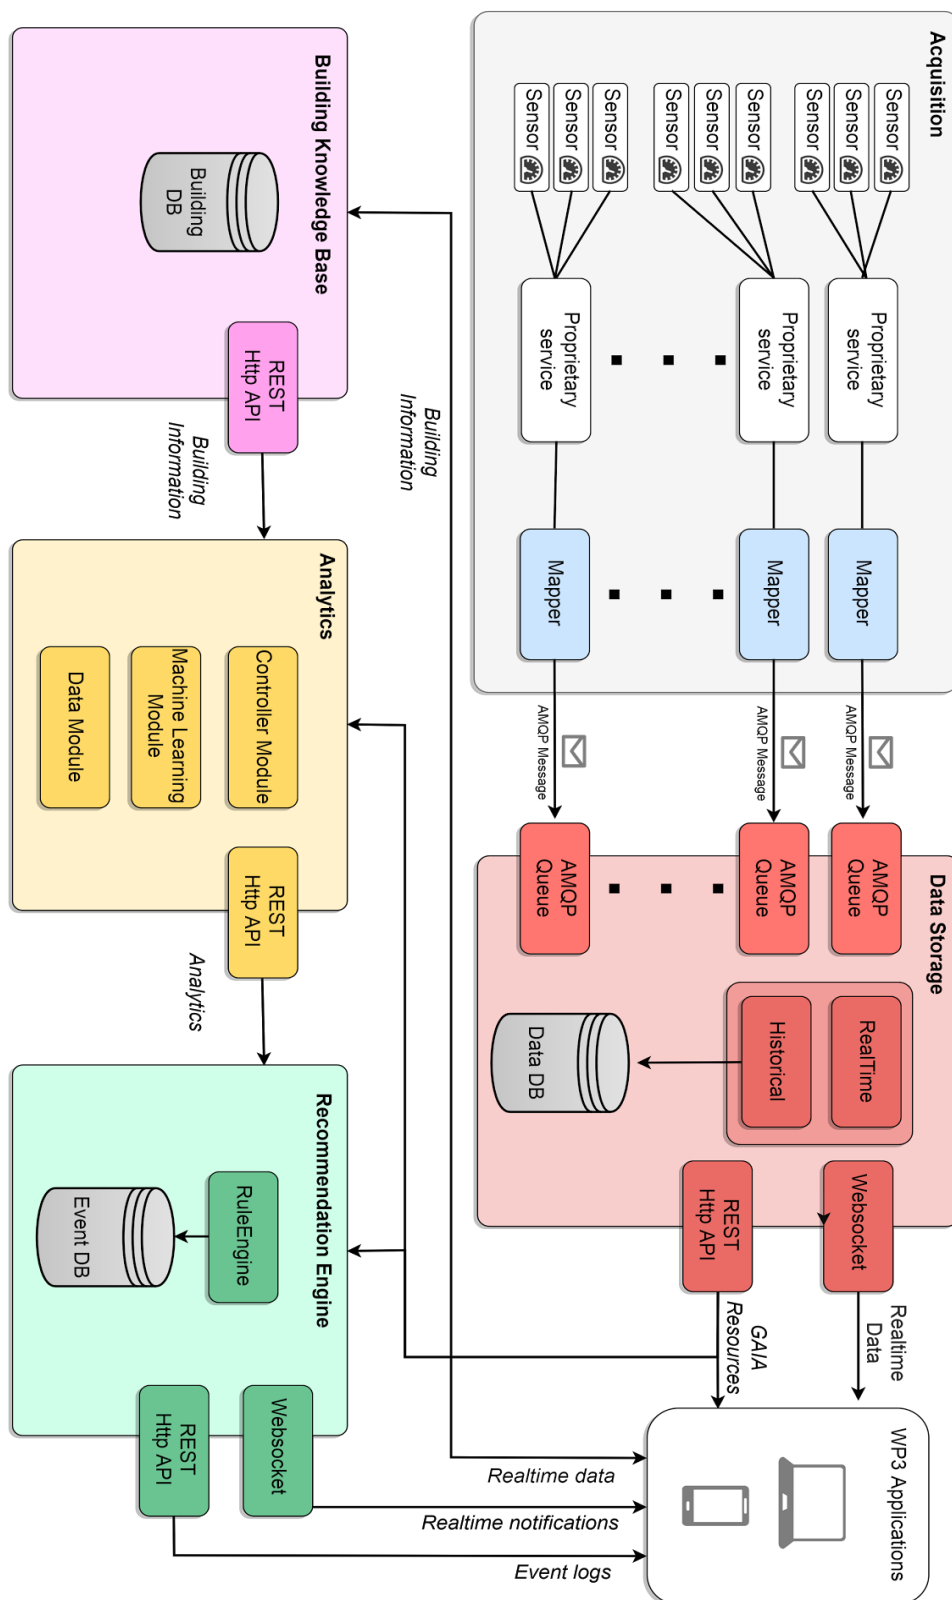 Acquisition
Sensor
Sensor
Sensor
Sensor
Sensor
Sensor
Sensor
Sensor
Sensor
Proprietary
service
Proprietary
service
Proprietary
service
Mapper
Mapper
Mapper
AMQP Message
AMQP Message
AMQP Message
Data Storage
AMQP
Queue
AMQP
Queue
AMQP
Queue
RealTime
Historical
Data DB
Websocket
REST
Http API
Realtime
Data
GAIA
Resources
WP3 Applications
Building Knowledge Base
Building
DB
REST
Http API
Building
Information
Building
Information
Analytics
Controller Module
Machine Learning
Module
Data Module
REST
Http API
Analytics
Recommendation Engine
RuleEngine
Event DB
Websocket
REST
Http API
Realtime data
Realtime notifications
Event logs